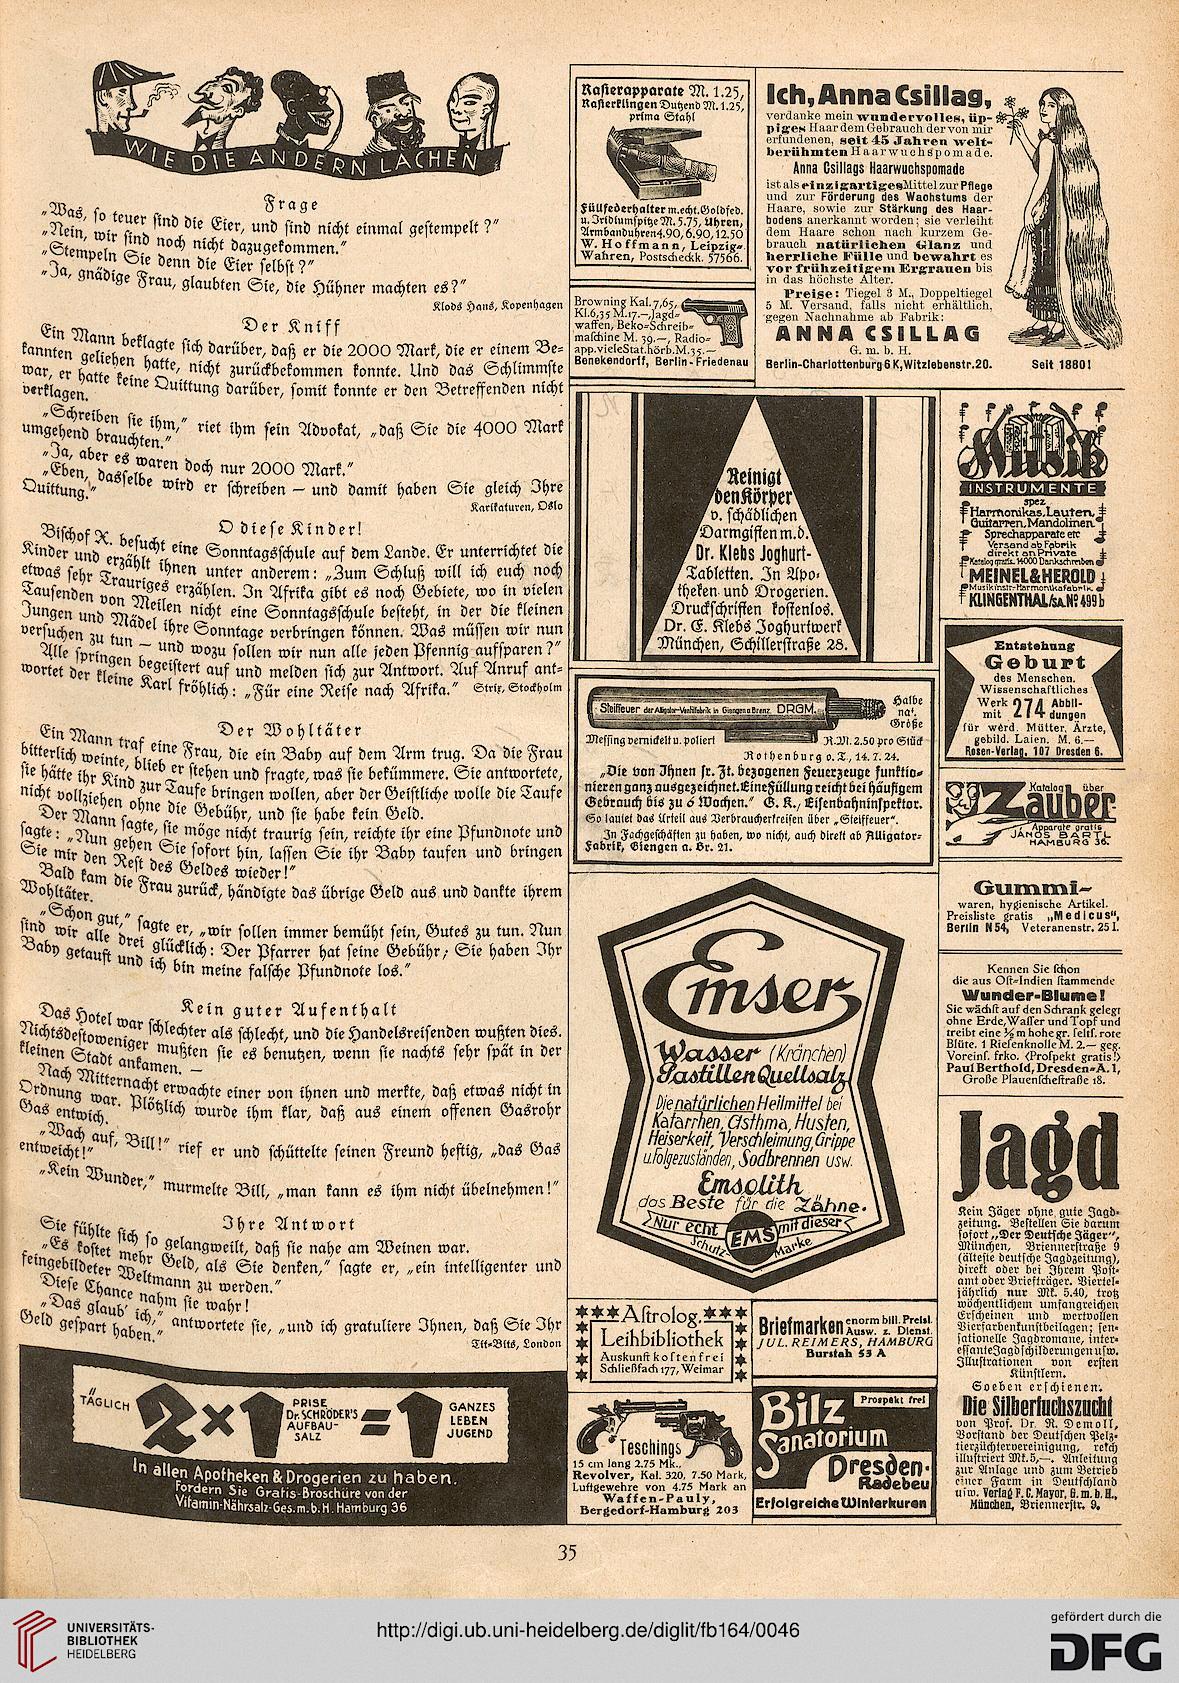 WIE DIE ANDERN LACHEN
Frage
„Was, so teuer sind die Eier, und sind nicht einmal gestempelt?"
„Nein, wir sind noch nicht dazugekommen."
„Stempeln Sie denn die Eier selbst?"
„Ja, gnädige Frau, glaubten Sie, die Hühner machten es?"
Klods Hans, Kopenhagen
Der Kniff
Ein Mann beklagte sich darüber, daß er die 2000 Mark, die er einem Be-
kannten geliehen hatte, nicht zurückbekommen konnte. Und das Schlimmste
war, er hatte keine Quittung darüber, somit konnte er den Betreffenden nicht
verklagen.
„Schreiben sie ihm," riet ihm sein Advokat, „daß Sie die 4000 Mark
umgehend brauchten."
„Ja, aber es waren doch nur 2000 Mark."
„Eben, dasselbe wird er schreiben — und damit haben Sie gleich Ihre
Quittung."
Karikaturen, Oslo
O diese Kinder!
Bischof X. besucht eine Sonntagsschule auf dem Lande. Er unterrichtet die
Kinder und erzählt ihnen unter anderem: „Zum Schluß will ich euch noch
etwas sehr Trauriges erzählen. In Afrika gibt es noch Gebiete, wo in vielen
Tausenden von Meilen nicht eine Sonntagsschule besteht, in der die kleinen
Jungen und Mädel ihre Sonntage verbringen können. Was müssen wir nun
versuchen zu tun — und wozu sollen wir nun alle jeden Pfennig aufsparen?"
Alle springen begeistert auf und melden sich zur Antwort. Auf Anruf ant-
wortet der kleine Karl fröhlich: „Für eine Reise nach Afrika."
Strix, Stockholm
Der Wohltäter
Ein Mann traf eine Frau, die ein Baby auf dem Arm trug. Da die Frau
bitterlich weinte, blieb er stehen und fragte, was sie bekümmere. Sie antwortete,
sie hätte ihr Kind zur Taufe bringen wollen, aber der Geistliche wolle die Taufe
nicht vollziehen ohne die Gebühr, und sie habe kein Geld.
Der Mann sagte, sie möge nicht traurig sein, reichte ihr eine Pfundnote und
sagte: „Nun gehen Sie sofort hin, lassen Sie ihr Baby taufen und bringen
Sie mir den Rest des Geldes wieder!"
Bald kam die Frau zurück, händigte das übrige Geld aus und dankte ihrem
Wohltäter.
„Schon gut," sagte er, „wir sollen immer bemüht sein, Gutes zu tun. Nun
sind wir alle drei glücklich: Der Pfarrer hat seine Gebühr; Sie haben Ihr
Baby getauft und ich bin meine falsche Pfundnote los."
Kein guter Aufenthalt
Das Hotel war schlechter als schlecht, und die Handelsreisenden wußten dies.
Nichtsdestoweniger mußten sie es benutzen, wenn sie nachts sehr spät in der
kleinen Stadt ankamen. —
Nach Mitternacht erwachte einer von ihnen und merkte, daß etwas nicht in
Ordnung war. Plötzlich wurde ihm klar, daß aus einem offenen Gasrohr
Gas entwich.
„Wach auf, Bill!" rief er und schüttelte seinen Freund heftig, „das Gas
entweicht!"
„Kein Wunder," murmelte Bill, „man kann es ihm nicht übelnehmen!"
Ihre Antwort
Sie fühlte sich so gelangweilt, daß sie nahe am Weinen war.
„Es kostet mehr Geld, als Sie denken," sagte er, „ein intelligenter und
feingebildeter Weltmann zu werden."
Diese Chance nahm sie wahr!
„Das glaub' ich," antwortete sie, „und ich gratuliere Ihnen, daß Sie Ihr
Geld gespart haben."
Tit-Bits, London
TÄGLICH
2×1
PRISE
Dr. SCHRÖDER'S
AUFBAU-
SALZ
=1
GANZES
LEBEN
JUGEND
In allen Apotheken & Drogerien zu haben.
Fordern Sie Gratis-Broschüre von der
Vitamin-Nährsalz-Ges.m.b.H. Hamburg 36
Rasierapparate M. 1.25,
Rasierklingen Dutzend M. 1.25,
prima Stahl
Füllfederhalter m.echt.Goldfed.
u. Iridiumspitze M. 5.75, Uhren,
Armbanduhren 4.90, 6.90, 12.50
W. Hoffmann, Leipzig-
Wahren, Postscheckk. 57566.
Browning Kal. 7,65,
Kl. 6,35 M. 17.–, Jagd-
waffen, Beko-Schreib-
maschine M. 39.–, Radio-
app. viele Stat. hörb. M. 35.–
Benekendorff, Berlin-Friedenau
Ich, Anna Csillag,
verdanke mein wundervolles, üp-
piges Haar dem Gebrauch der von mir
erfundenen, seit 45 Jahren welt-
berühmten Haarwuchspomade.
Anna Csillags Haarwuchspomade
ist als einzigartiges Mittel zur Pflege
und zur Förderung des Wachstums der
Haare, sowie zur Stärkung des Haar-
bodens anerkannt worden; sie verleiht
dem Haare schon nach kurzem Ge-
brauch natürlichen Glanz und
herrliche Fülle und bewahrt es
vor frühzeitigem Ergrauen bis
in das höchste Alter.
Preise: Tiegel 3 M., Doppeltiegel
5 M. Versand, falls nicht erhältlich,
gegen Nachnahme ab Fabrik:
ANNA CSILLAG
G. m. b. H.
Berlin-Charlottenburg 6 K, Witzlebenstr. 20.
Seit 1880!
Reinigt
den Körper
v. schädlichen
Darmgiften m. d.
Dr. Klebs Joghurt-
Tabletten. In Apo-
theken und Drogerien.
Druckschriften kostenlos.
Dr. E. Klebs Joghurtwerk
München, Schillerstraße 28.
Steiffeuer der Alligator-Ventilfabrik in Giengen a Brenz. DRGM.
Halbe
nat.
Größe
Messing vernickelt u. poliert
R.M. 2.50 pro Stück
Rothenburg o. T., 14. 7. 24.
„Die von Ihnen sr. Zt. bezogenen Feuerzeuge funktio-
nieren ganz ausgezeichnet. Eine Füllung reicht bei häufigem
Gebrauch bis zu 6 Wochen." G. R., Eisenbahninspektor.
So lautet das Urteil aus Verbraucherkreisen über „Steiffeuer".
In Fachgeschäften zu haben, wo nicht, auch direkt ab Alligator-
Fabrik, Giengen a. Br. 21.
Emser
Wasser (Kränchen)
Pastillen Quellsalz
Die natürlichen Heilmittel bei
Katarrhen, Asthma, Husten,
Heiserkeit, Verschleimung, Grippe
u. folgezuständen, Sodbrennen usw.
Emsolith
das Beste für die Zähne.
Nur echt mit dieser
Schutz EMS Marke
Astrolog.
Leihbibliothek
Auskunft kostenfrei
Schließfach 177, Weimar
Briefmarken enorm bill. Preisl.
Ausw. z. Dienst.
JUL. REIMERS, HAMBURG
Burstah 53 A
Teschings
15 cm lang 2.75 Mk.,
Revolver, Kal. 320, 7.50 Mark,
Luftgewehre von 4.75 Mark an
Waffen-Pauly,
Bergedorf-Hamburg 203
Bilz
Prospekt frei
Sanatorium
Dresden-
Radebeul
Erfolgreiche Winterkuren
Musik
INSTRUMENTE
spez.
Harmonikas, Lauten,
Guitarren, Mandolinen
Sprechapparate etc
Versand ab Fabrik
direkt an Private
Katalog gratis. 14000 Dankschreiben
MEINEL & HEROLD
Musikinstr-Harmonikafabrik
KLINGENTHAL/SA. Nº 499 b
Entstehung
Geburt
des Menschen.
Wissenschaftliches
Werk mit 274 Abbil-
dungen
für werd. Mütter, Ärzte,
gebild. Laien. M. 6.—
Rosen-Verlag, 107 Dresden 6.
Katalog über
Zauber
Apparate gratis
JANOS BARTL
HAMBURG 36.
Gummi-
waren, hygienische Artikel.
Preisliste gratis „Medicus",
Berlin N 54, Veteranenstr. 25 I.
Kennen Sie schon
die aus Ost-Indien stammende
Wunder-Blume!
Sie wächst auf den Schrank gelegt
ohne Erde, Wasser und Topf und
treibt eine ½ m hohe gr. selts. rote
Blüte. 1 Riesenknolle M. 2.— geg.
Voreins. frko. (Prospekt gratis!)
Paul Berthold, Dresden-A. 1,
Große Plauenschestraße 18.
Jagd
Kein Jäger ohne gute Jagd-
zeitung. Bestellen Sie darum
sofort „Der Deutsche Jäger",
München, Briennerstraße 9
(älteste deutsche Jagdzeitung),
direkt oder bei Ihrem Post-
amt oder Briefträger. Viertel-
jährlich nur Mk. 5.40, trotz
wöchentlichem umfangreichen
Erscheinen und wertvollen
Vierfarbenkunstbeilagen; sen-
sationelle Jagdromane, inter-
essante Jagdschilderungen usw.
Illustrationen von ersten
Künstlern.
Soeben erschienen:
Die Silberfuchszucht
von Prof. Dr. R. Demoll,
Vorstand der Deutschen Pelz-
tierzüchtervereinigung, reich
illustriert Mk. 5,—. Anleitung
zur Anlage und zum Betrieb
einer Farm in Deutschland
usw. Verlag F. C. Mayer, G. m. b. H.,
München, Briennerstr. 9.
35
UNIVERSITÄTS-
BIBLIOTHEK
HEIDELBERG
http://digi.ub.uni-heidelberg.de/diglit/fb164/0046
gefördert durch die
DFG